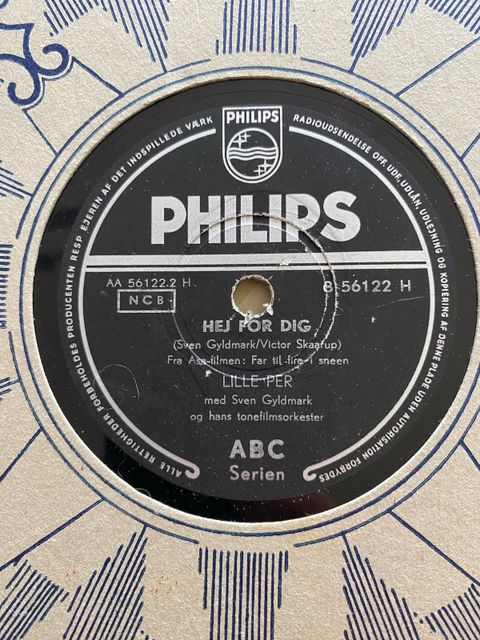 ALLE RETTIGHEDER FORBEHOLDES PRODUCENTEN RESP EJEREN AF DET INDSPILLEDE VÆRK
RADIOUDSENDELSE OFF. UDF. UDLÅN UDLEJNING OG KOPIERING AF DENNE PLADE UDEN AUTORISATION FORBYDES
PHILIPS
PHILIPS
AA 56122.2 H
B 56122 H
NCB
HEJ FOR DIG
(Sven Gyldmark/Victor Skaarup)
Fra Asa-filmen: Far til fire i sneen
LILLE PER
med Sven Gyldmark
og hans tonefilmsorkester
ABC
Serien